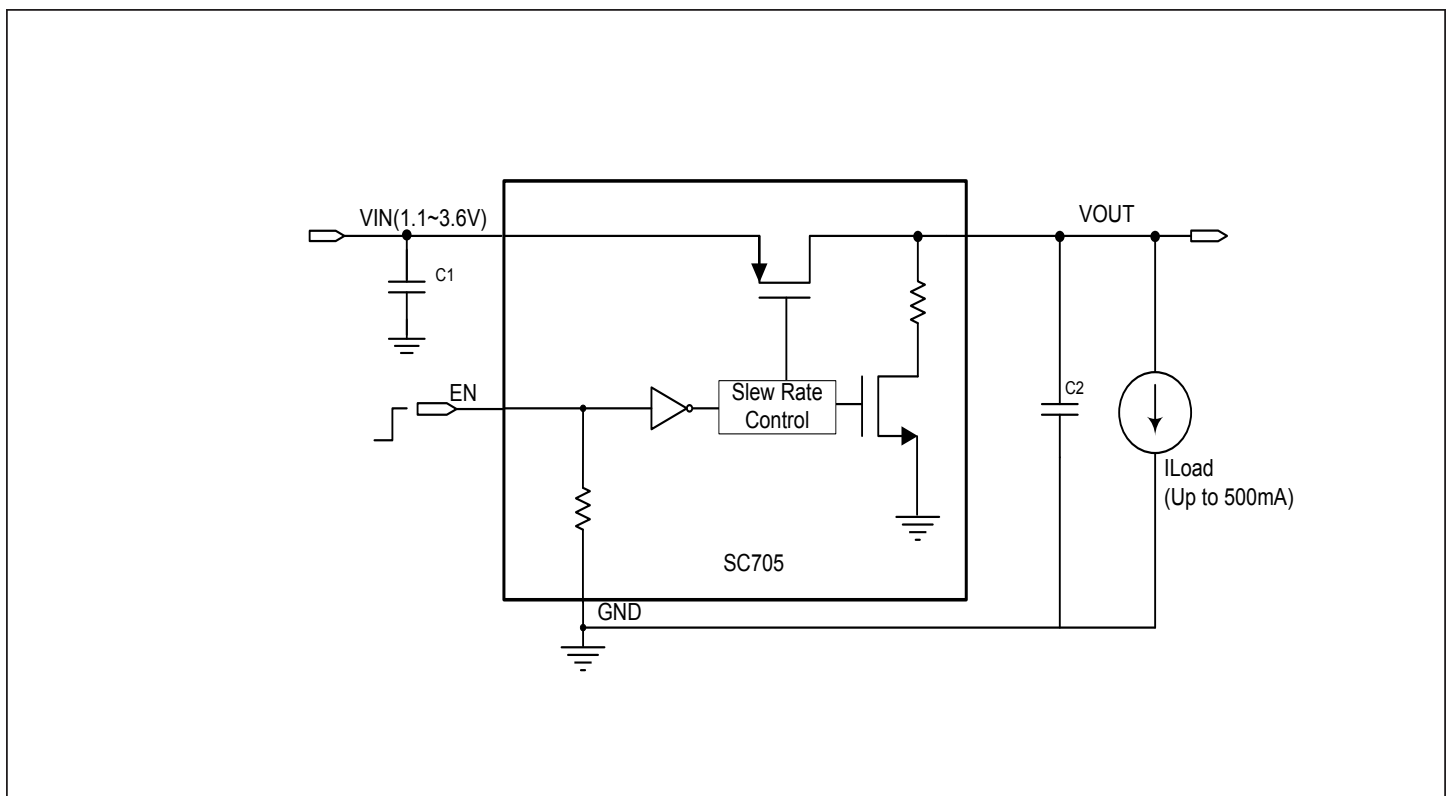 VIN(1.1~3.6V)
VOUT
C1
EN
Slew Rate
Control
C2
ILoad
(Up to 500mA)
SC705
GND